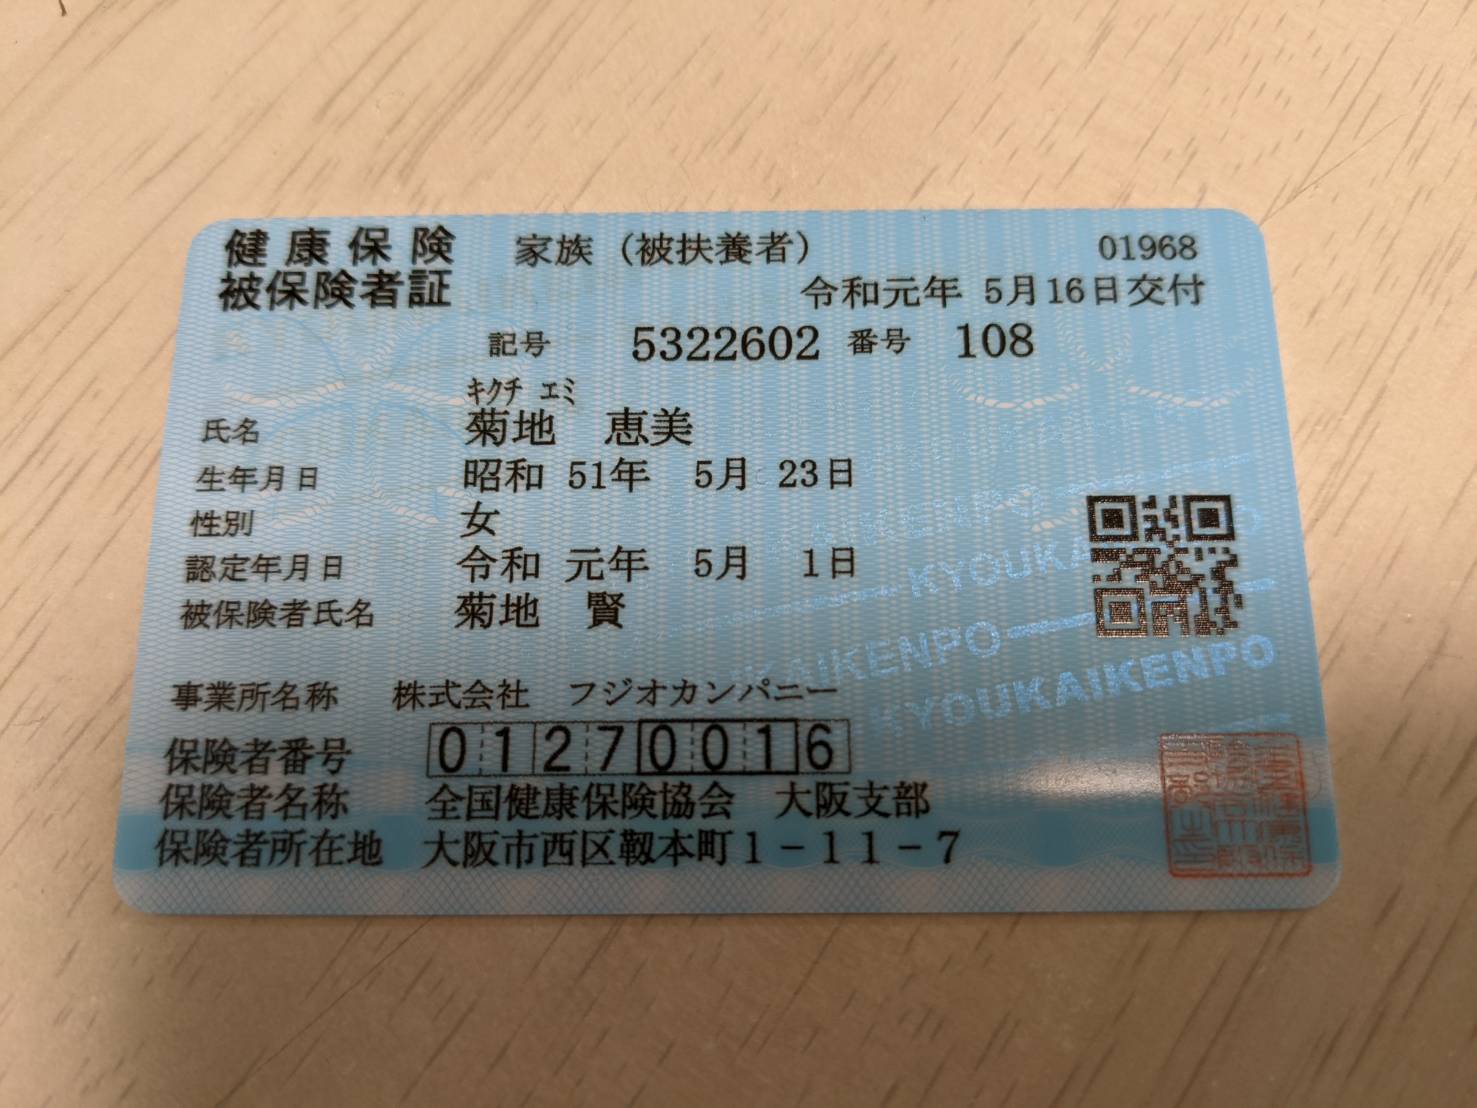 健康保険 家族（被扶養者） 01968
被保険者証 令和元年 5月16日交付
記号 5322602 番号 108
ｷｸﾁ ｴﾐ
氏名 菊地 恵美
生年月日 昭和 51年 5月 23日
性別 女
認定年月日 令和 元年 5月 1日
被保険者氏名 菊地 賢
KYOUKA
KAIKENPO
KYOUKAIKENPO
事業所名称 株式会社 フジオカンパニー
保険者番号 01270016
保険者名称 全国健康保険協会 大阪支部
保険者所在地 大阪市西区靱本町１－１１－７